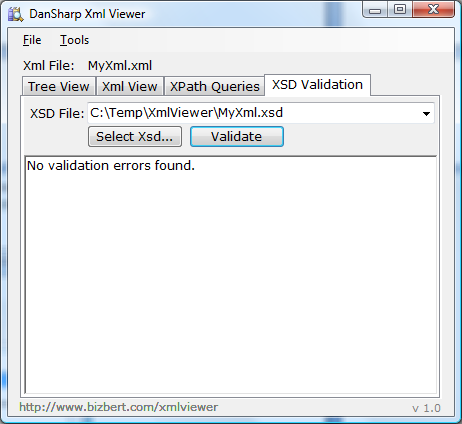 DanSharp Xml Viewer
File Tools
Xml File: MyXml.xml
Tree View Xml View XPath Queries XSD Validation
XSD File: C:\Temp\XmlViewer\MyXml.xsd
Select Xsd... Validate
No validation errors found.
http://www.bizbert.com/xmlviewer v 1.0